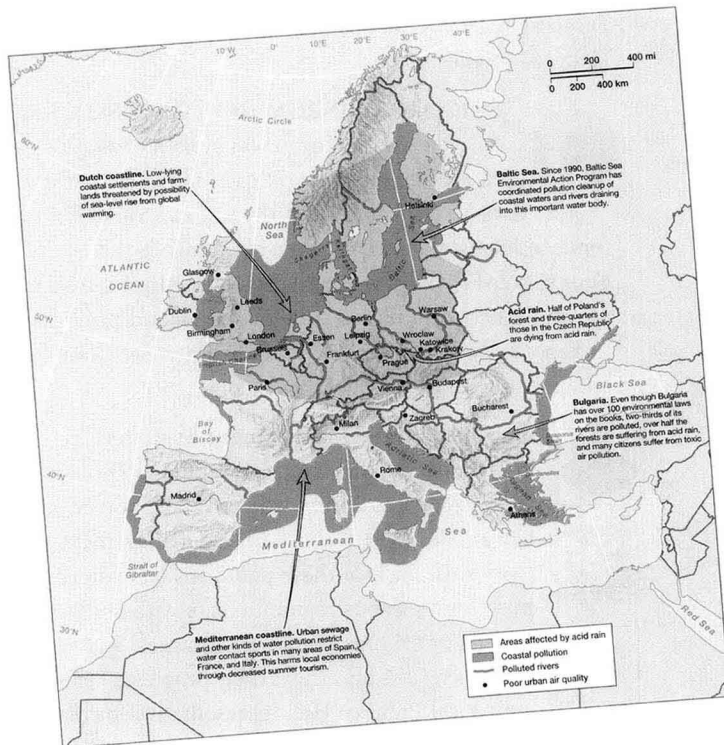 10°W
0°
10°E
20°E
30°E
40°E
0 200 400 mi
0 200 400 km
Arctic Circle
60°N
Dutch coastline. Low-lying
coastal settlements and farm-
lands threatened by possibility
of sea-level rise from global
warming.
Baltic Sea. Since 1990, Baltic Sea
Environmental Action Program has
coordinated pollution cleanup of
coastal waters and rivers draining
into this important water body.
Helsinki
North
Sea
Skagerrak
Baltic
Sea
ATLANTIC
OCEAN
Glasgow
Dublin
Leeds
Birmingham
London
50°N
Berlin
Warsaw
Essen
Leipzig
Wroclaw
Brussels
Katowice
Krakow
Frankfurt
Prague
Acid rain. Half of Poland's
forest and three-quarters of
those in the Czech Republic
are dying from acid rain.
Paris
Vienna
Budapest
Black Sea
Bay
of
Biscay
Milan
Zagreb
Bucharest
Bulgaria. Even though Bulgaria
has over 100 environmental laws
on the books, two-thirds of its
rivers are polluted, over half the
forests are suffering from acid rain,
and many citizens suffer from toxic
air pollution.
Adriatic Sea
Rome
40°N
Madrid
Athens
Mediterranean
Sea
Strait of
Gibraltar
30°N
Red Sea
Mediterranean coastline. Urban sewage
and other kinds of water pollution restrict
water contact sports in many areas of Spain,
France, and Italy. This harms local economies
through decreased summer tourism.
Areas affected by acid rain
Coastal pollution
Polluted rivers
Poor urban air quality